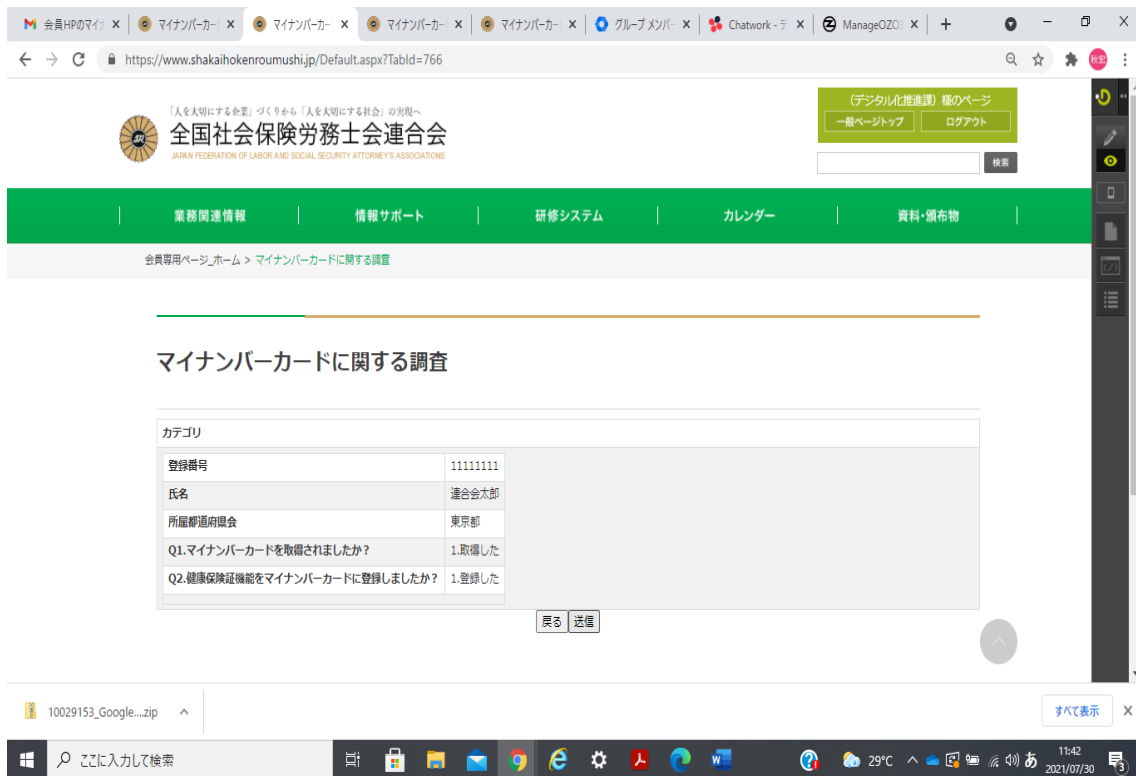 会員HPのマイナ
マイナンバーカード
マイナンバーカー
マイナンバーカー
マイナンバーカー
グループ メンバー
Chatwork - デ
ManageOZO
https://www.shakaihokenroumushi.jp/Default.aspx?TabId=766
秋宏
「人を大切にする企業」づくりから「人を大切にする社会」の実現へ
全国社会保険労務士会連合会
JAPAN FEDERATION OF LABOR AND SOCIAL SECURITY ATTORNEY'S ASSOCIATIONS
(デジタル化推進課) 様のページ
一般ページトップ ログアウト
検索
業務関連情報 情報サポート 研修システム カレンダー 資料・頒布物
会員専用ページ_ホーム > マイナンバーカードに関する調査
マイナンバーカードに関する調査
カテゴリ
登録番号 11111111
氏名 連合会太郎
所属都道府県会 東京都
Q1.マイナンバーカードを取得されましたか? 1.取得した
Q2.健康保険証機能をマイナンバーカードに登録しましたか? 1.登録した
戻る 送信
10029153_Google....zip
すべて表示
ここに入力して検索
29°C
あ
11:42
2021/07/30
3